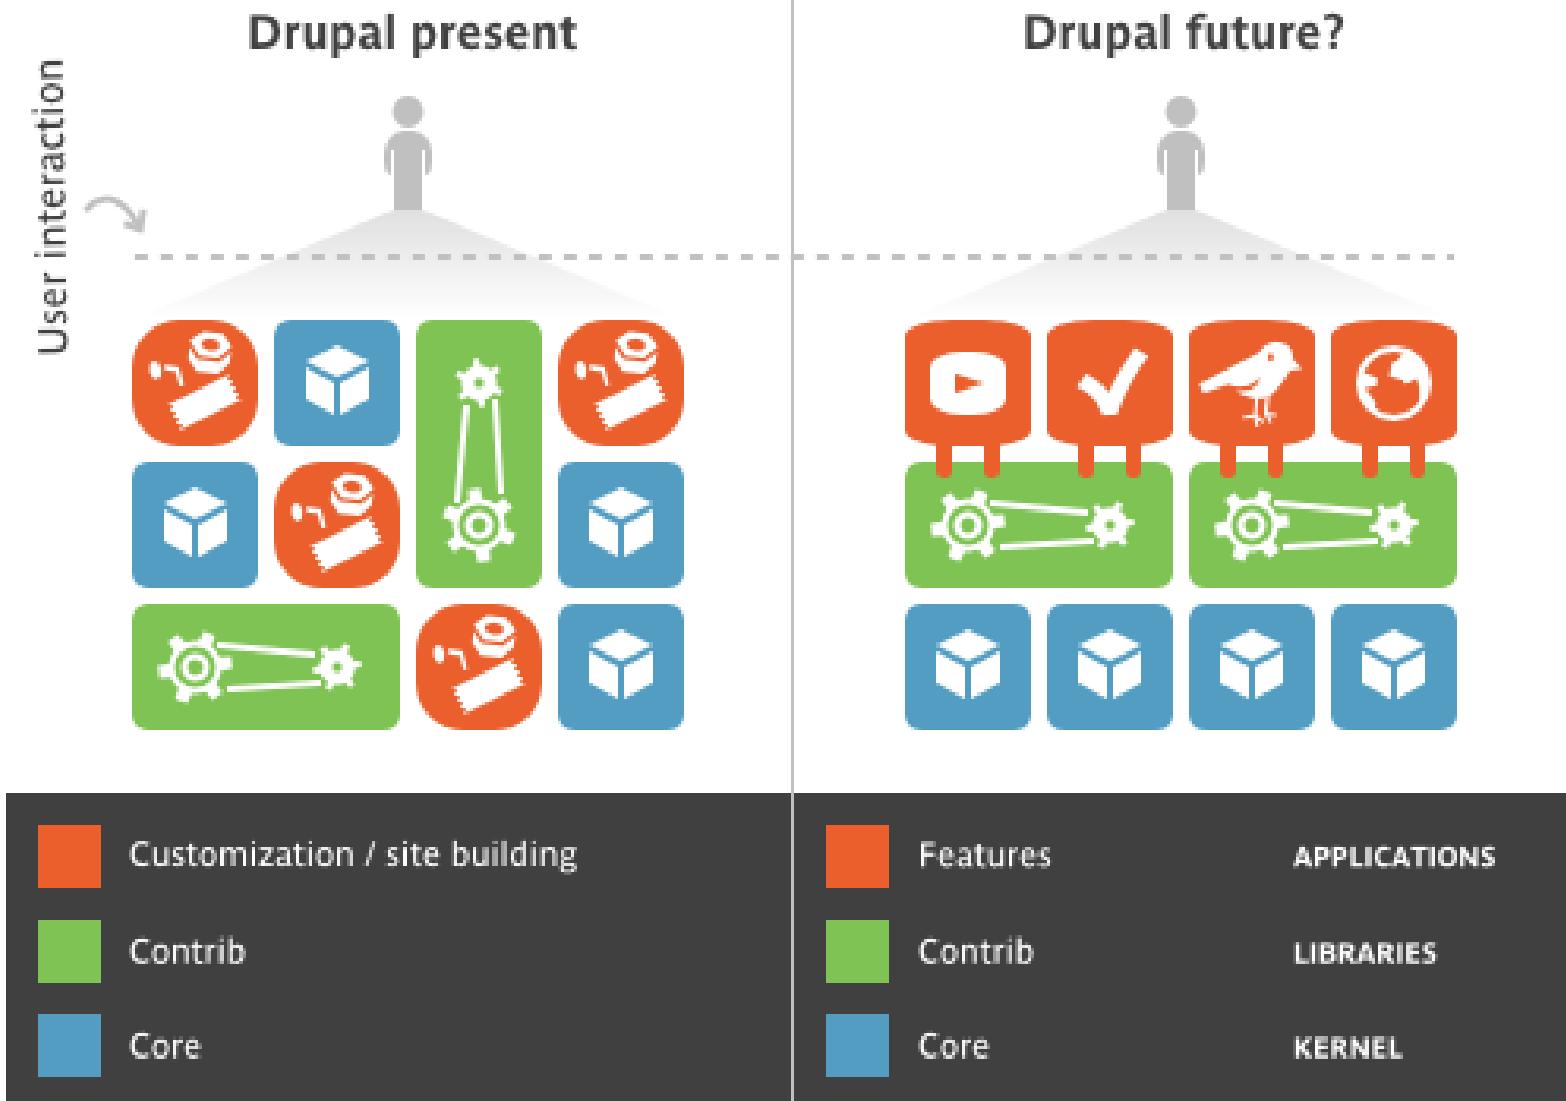 Drupal present
User interaction
Customization / site building
Contrib
Core
Drupal future?
Features APPLICATIONS
Contrib LIBRARIES
Core KERNEL